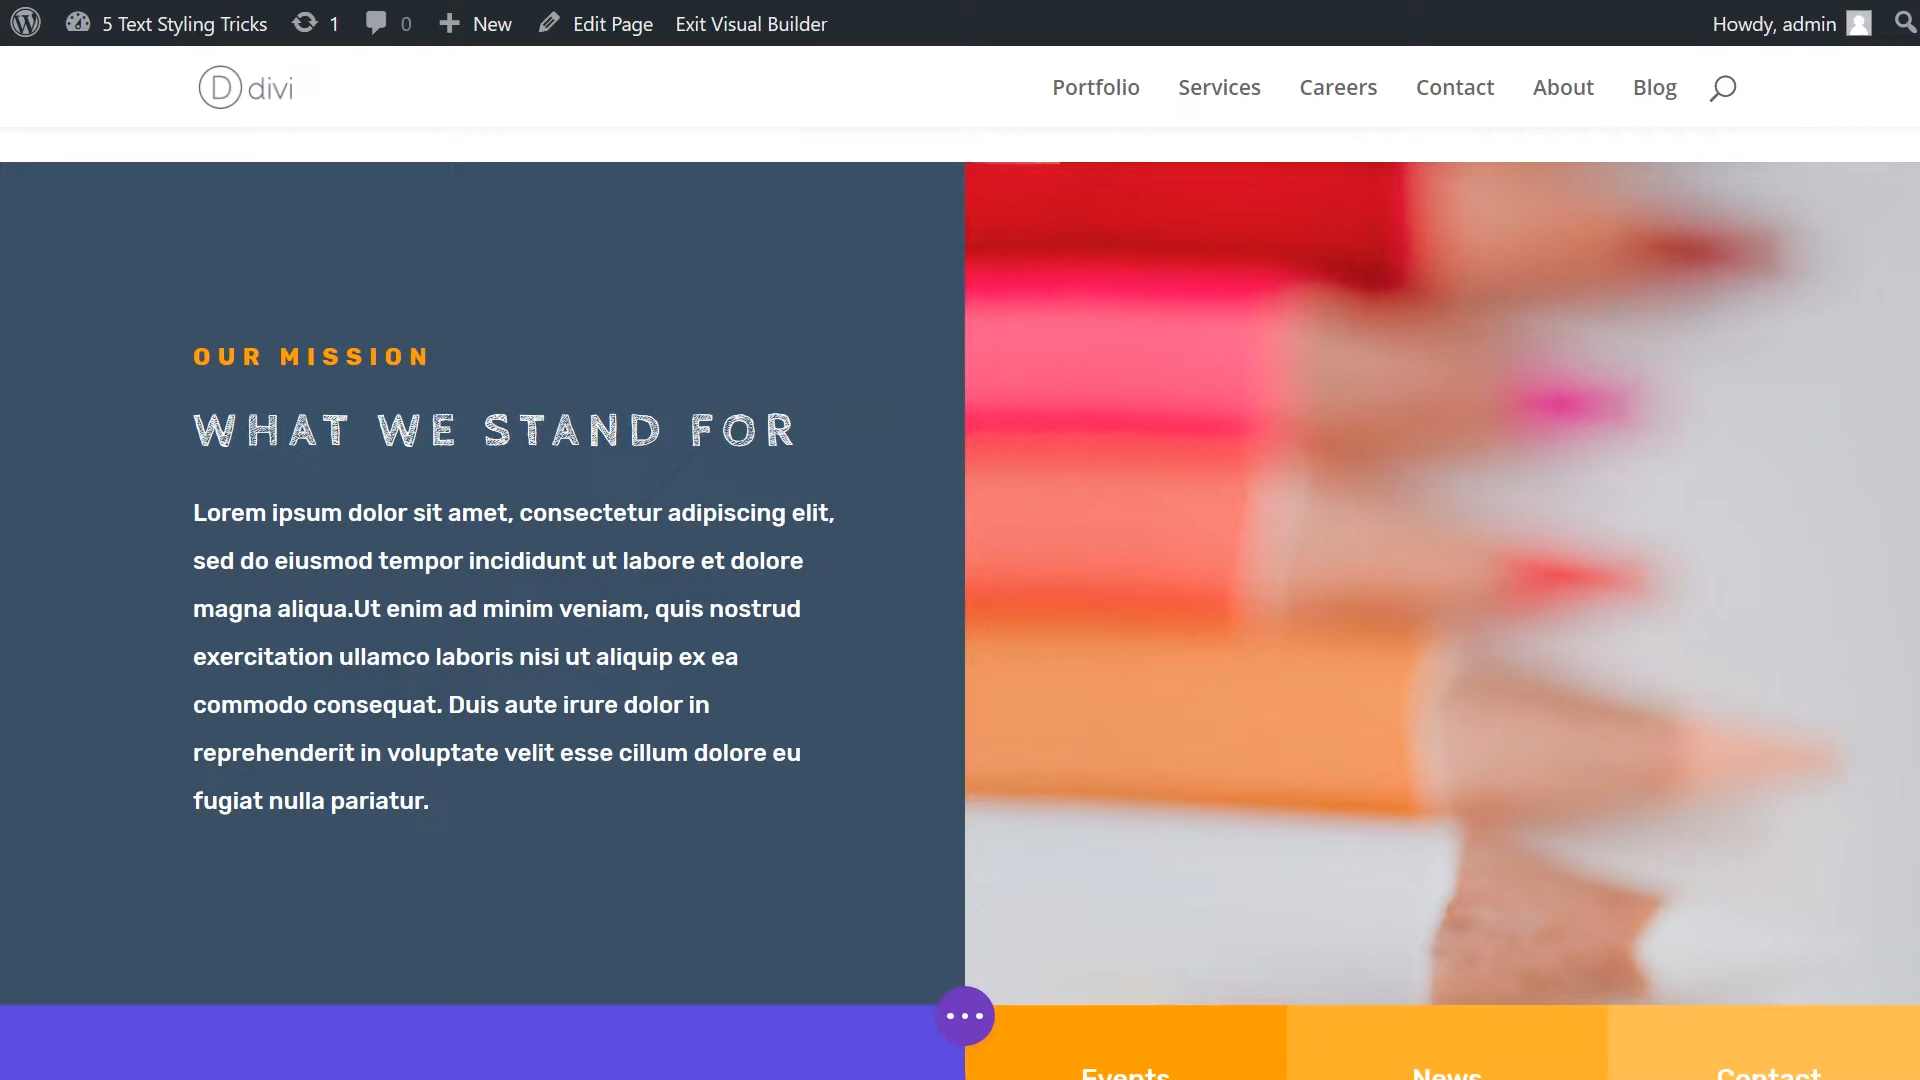 5 Text Styling Tricks 1 0 New Edit Page Exit Visual Builder Howdy, admin
D divi Portfolio Services Careers Contact About Blog
OUR MISSION
WHAT WE STAND FOR
Lorem ipsum dolor sit amet, consectetur adipiscing elit,
sed do eiusmod tempor incididunt ut labore et dolore
magna aliqua.Ut enim ad minim veniam, quis nostrud
exercitation ullamco laboris nisi ut aliquip ex ea
commodo consequat. Duis aute irure dolor in
reprehenderit in voluptate velit esse cillum dolore eu
fugiat nulla pariatur.
Events News Contact